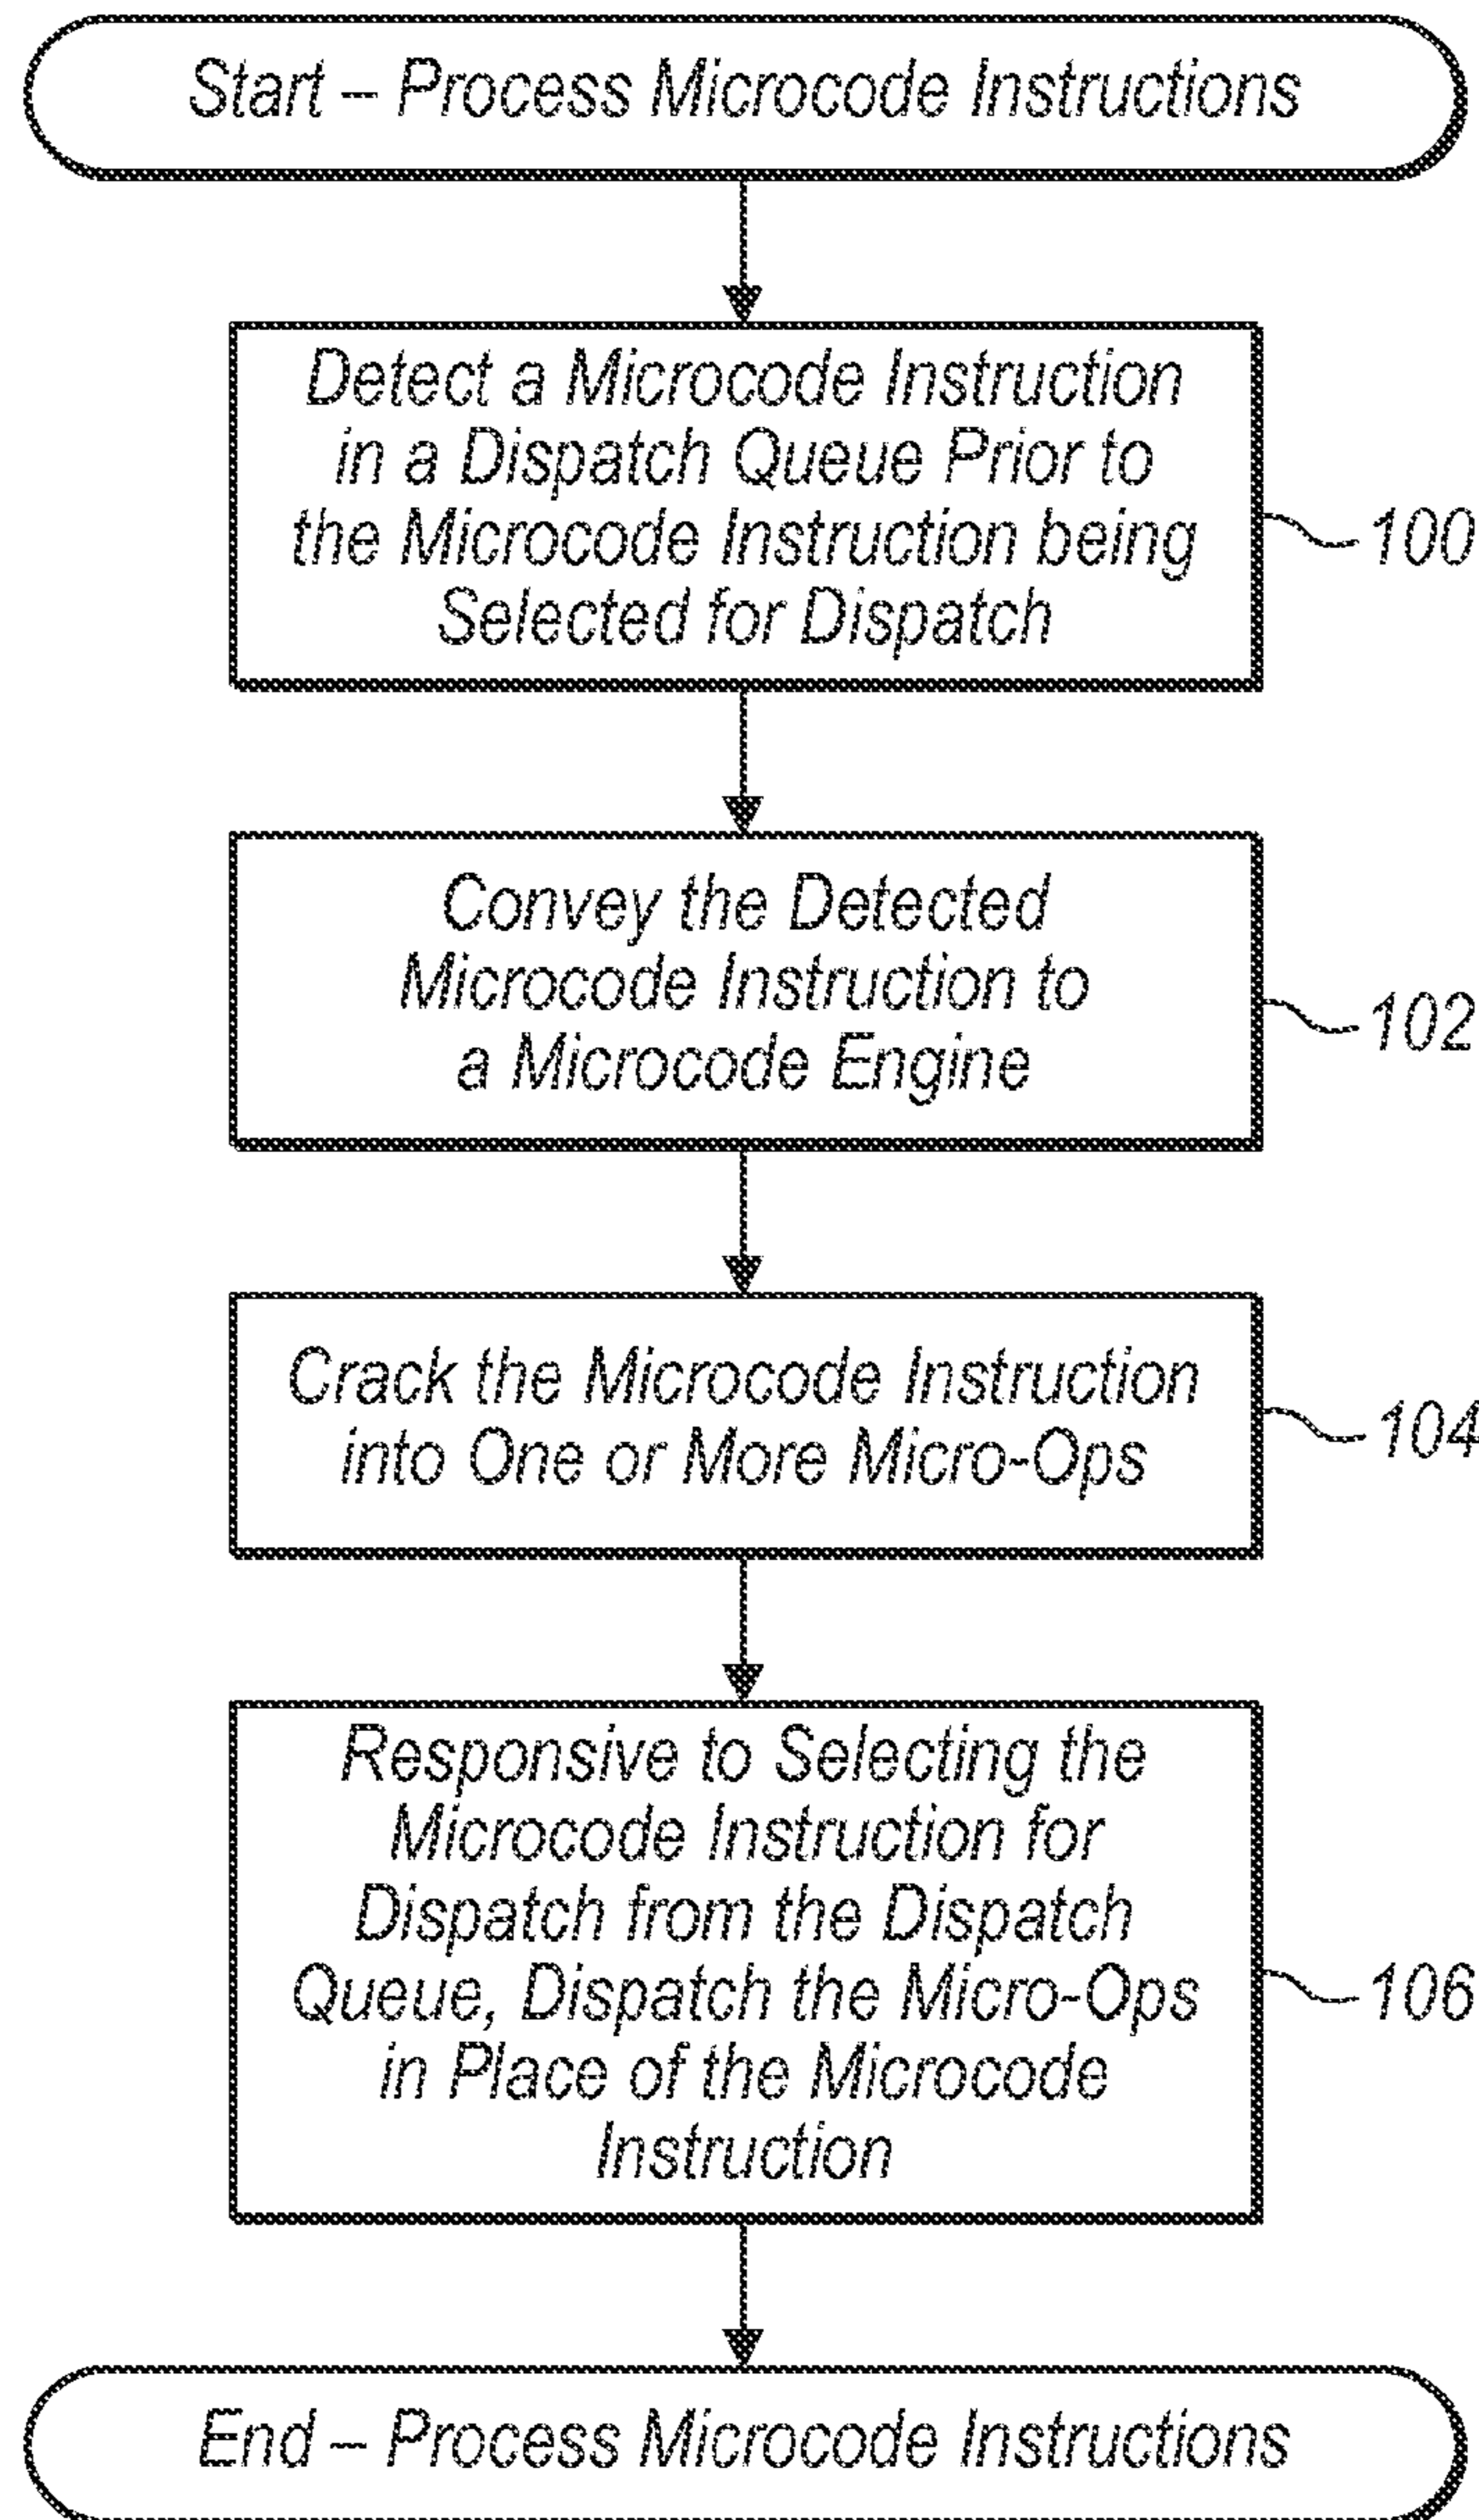 Start – Process Microcode Instructions
Detect a Microcode Instruction
in a Dispatch Queue Prior to
the Microcode Instruction being
Selected for Dispatch
100
Convey the Detected
Microcode Instruction to
a Microcode Engine
102
Crack the Microcode Instruction
into One or More Micro-Ops
104
Responsive to Selecting the
Microcode Instruction for
Dispatch from the Dispatch
Queue, Dispatch the Micro-Ops
in Place of the Microcode
Instruction
106
End – Process Microcode Instructions